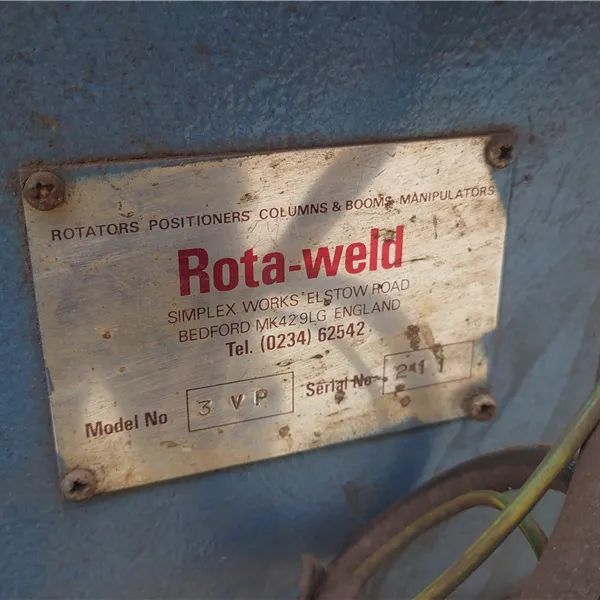 ROTATORS POSITIONERS COLUMNS & BOOMS MANIPULATORS
Rota-weld
SIMPLEX WORKS ELSTOW ROAD
BEDFORD MK42 9LG ENGLAND
Tel. (0234) 62542
Model No 3 VP Serial No 211